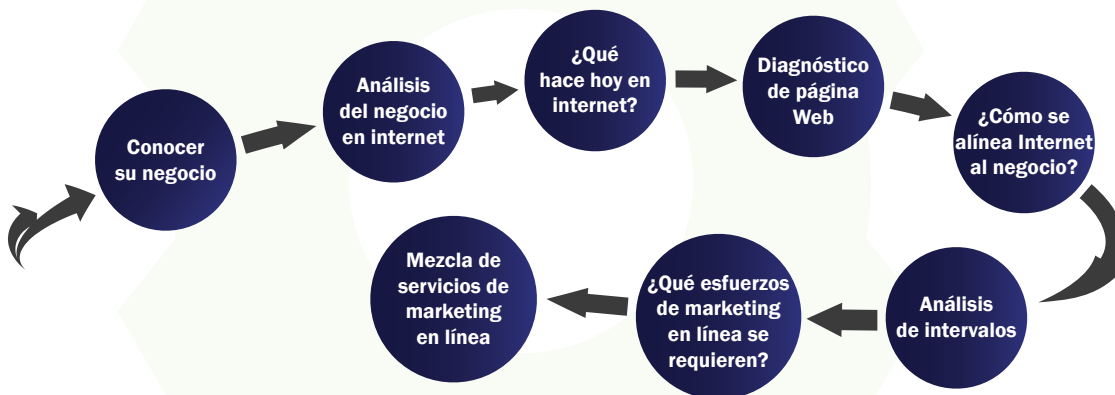 Conocer
su negocio
Análisis
del negocio
en internet
¿Qué
hace hoy en
internet?
Diagnóstico
de página
Web
¿Cómo se
alínea Internet
al negocio?
Análisis
de intervalos
¿Qué esfuerzos
de marketing
en línea se
requieren?
Mezcla de
servicios de
marketing
en línea